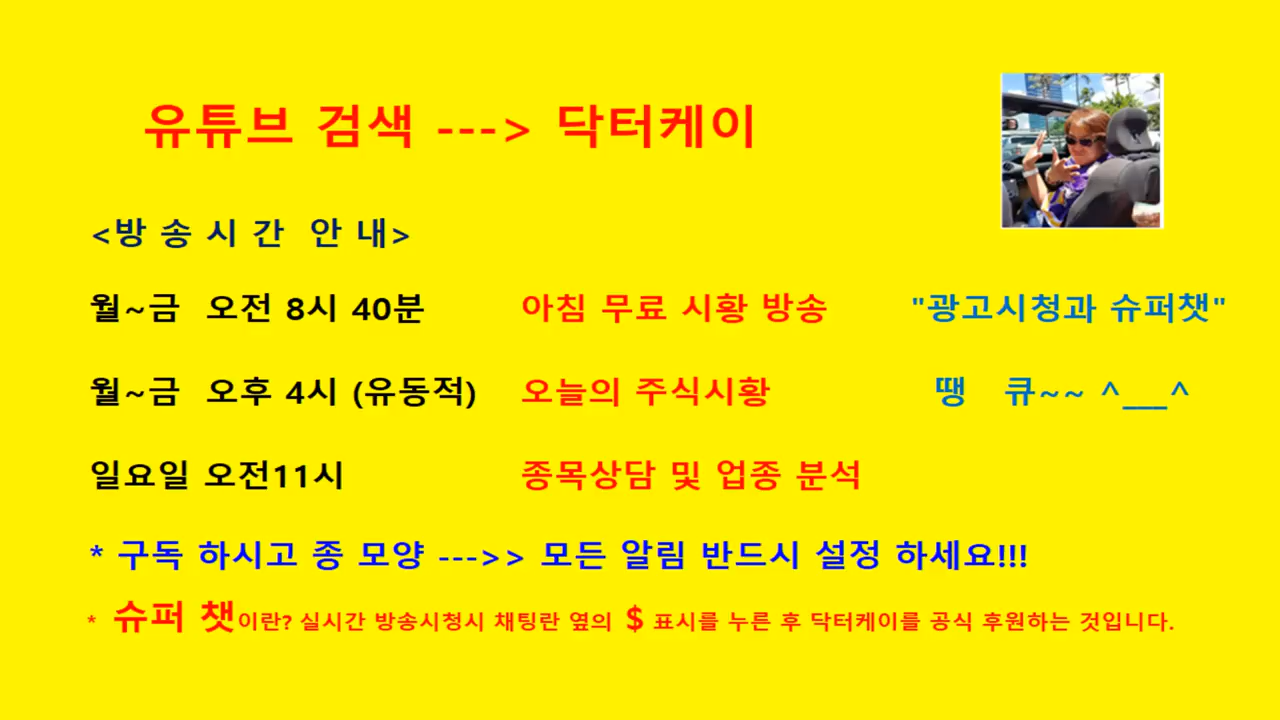 유튜브 검색 ---> 닥터케이
<방 송 시 간 안 내>
월~금 오전 8시 40분 아침 무료 시황 방송 "광고시청과 슈퍼챗"
월~금 오후 4시 (유동적) 오늘의 주식시황 땡 큐~~ ^___^
일요일 오전11시 종목상담 및 업종 분석
* 구독 하시고 종 모양 --->> 모든 알림 반드시 설정 하세요!!!
* 슈퍼 챗이란? 실시간 방송시청시 채팅란 옆의 $ 표시를 누른 후 닥터케이를 공식 후원하는 것입니다.